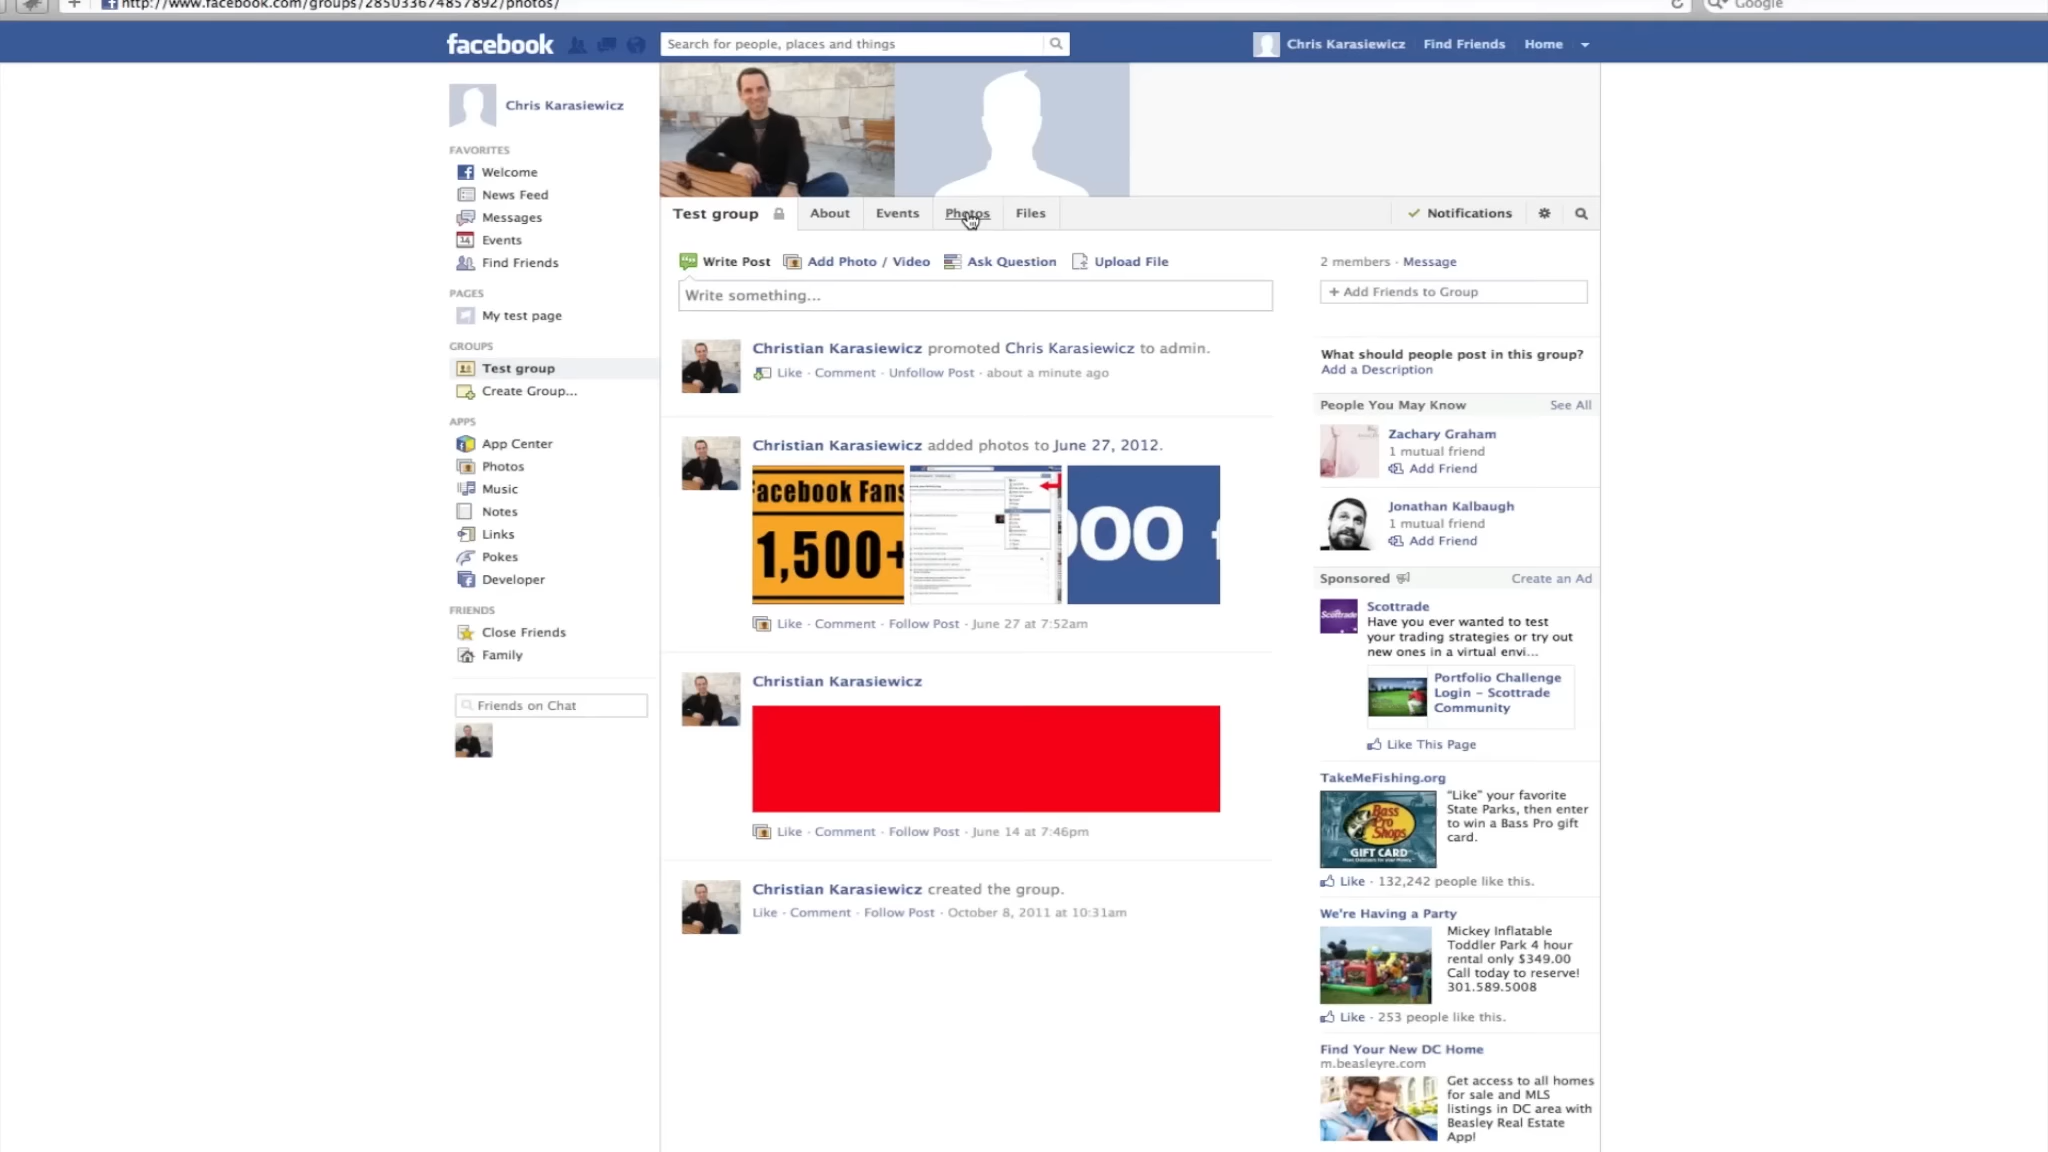 http://www.facebook.com/groups/285033674857892/photos/
Google
facebook
Search for people, places and things
Chris Karasiewicz
Find Friends
Home
Chris Karasiewicz
FAVORITES
Welcome
News Feed
Messages
Events
Find Friends
PAGES
My test page
GROUPS
Test group
Create Group...
APPS
App Center
Photos
Music
Notes
Links
Pokes
Developer
FRIENDS
Close Friends
Family
Friends on Chat
Test group
About
Events
Photos
Files
Notifications
Write Post
Add Photo / Video
Ask Question
Upload File
Write something...
Christian Karasiewicz promoted Chris Karasiewicz to admin.
Like · Comment · Unfollow Post · about a minute ago
Christian Karasiewicz added photos to June 27, 2012.
Facebook Fans
1,500+
000 f
Like · Comment · Follow Post · June 27 at 7:52am
Christian Karasiewicz
Like · Comment · Follow Post · June 14 at 7:46pm
Christian Karasiewicz created the group.
Like · Comment · Follow Post · October 8, 2011 at 10:31am
2 members · Message
+ Add Friends to Group
What should people post in this group?
Add a Description
People You May Know
See All
Zachary Graham
1 mutual friend
Add Friend
Jonathan Kalbaugh
1 mutual friend
Add Friend
Sponsored
Create an Ad
Scottrade
Scottrade
Have you ever wanted to test
your trading strategies or try out
new ones in a virtual envi...
Portfolio Challenge
Login – Scottrade
Community
Like This Page
TakeMeFishing.org
Bass
Pro
Shops
GIFT CARD
"Like" your favorite
State Parks, then enter
to win a Bass Pro gift
card.
Like · 132,242 people like this.
We're Having a Party
Mickey Inflatable
Toddler Park 4 hour
rental only $349.00
Call today to reserve!
301.589.5008
Like · 253 people like this.
Find Your New DC Home
m.beasleyre.com
Get access to all homes
for sale and MLS
listings in DC area with
Beasley Real Estate
App!